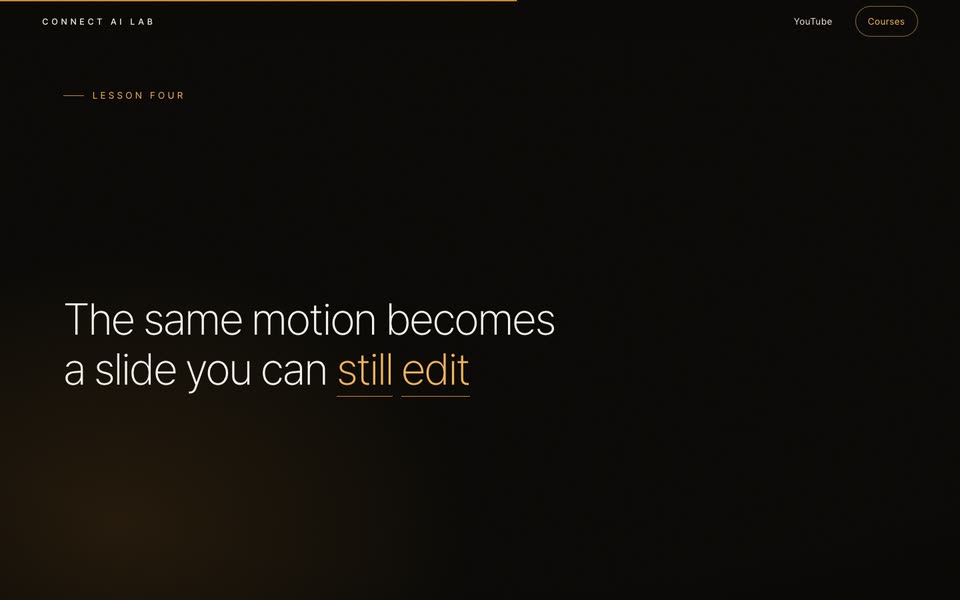 CONNECT AI LAB
YouTube
Courses
LESSON FOUR
The same motion becomes
a slide you can still edit